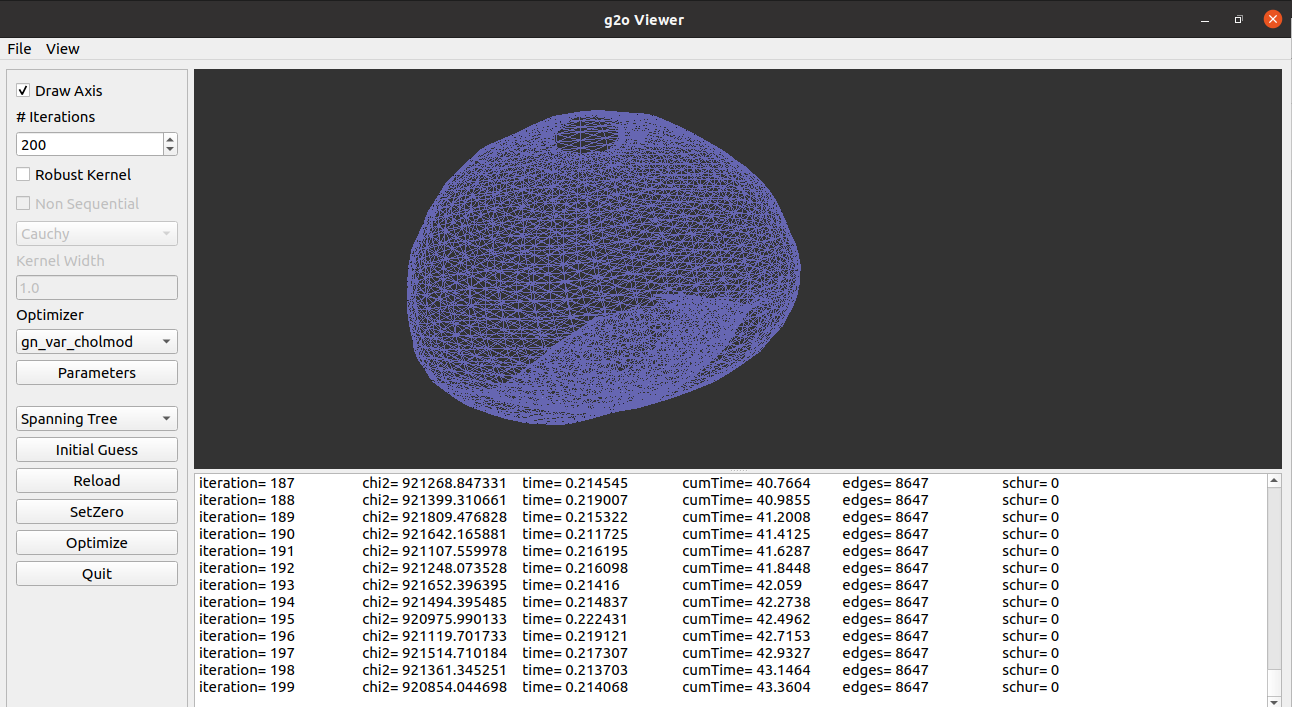 g2o Viewer
File View
Draw Axis
# Iterations
200
Robust Kernel
Non Sequential
Cauchy
Kernel Width
1.0
Optimizer
gn_var_cholmod
Parameters
Spanning Tree
Initial Guess
Reload
SetZero
Optimize
Quit
iteration= 187 chi2= 921268.847331 time= 0.214545 cumTime= 40.7664 edges= 8647 schur= 0
iteration= 188 chi2= 921399.310661 time= 0.219007 cumTime= 40.9855 edges= 8647 schur= 0
iteration= 189 chi2= 921809.476828 time= 0.215322 cumTime= 41.2008 edges= 8647 schur= 0
iteration= 190 chi2= 921642.165881 time= 0.211725 cumTime= 41.4125 edges= 8647 schur= 0
iteration= 191 chi2= 921107.559978 time= 0.216195 cumTime= 41.6287 edges= 8647 schur= 0
iteration= 192 chi2= 921248.073528 time= 0.216098 cumTime= 41.8448 edges= 8647 schur= 0
iteration= 193 chi2= 921652.396395 time= 0.21416 cumTime= 42.059 edges= 8647 schur= 0
iteration= 194 chi2= 921494.395485 time= 0.214837 cumTime= 42.2738 edges= 8647 schur= 0
iteration= 195 chi2= 920975.990133 time= 0.222431 cumTime= 42.4962 edges= 8647 schur= 0
iteration= 196 chi2= 921119.701733 time= 0.219121 cumTime= 42.7153 edges= 8647 schur= 0
iteration= 197 chi2= 921514.710184 time= 0.217307 cumTime= 42.9327 edges= 8647 schur= 0
iteration= 198 chi2= 921361.345251 time= 0.213703 cumTime= 43.1464 edges= 8647 schur= 0
iteration= 199 chi2= 920854.044698 time= 0.214068 cumTime= 43.3604 edges= 8647 schur= 0